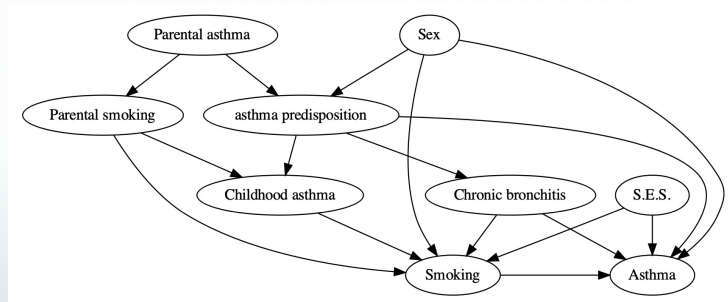 Parental asthma
Sex
Parental smoking
asthma predisposition
Childhood asthma
Chronic bronchitis
S.E.S.
Smoking
Asthma